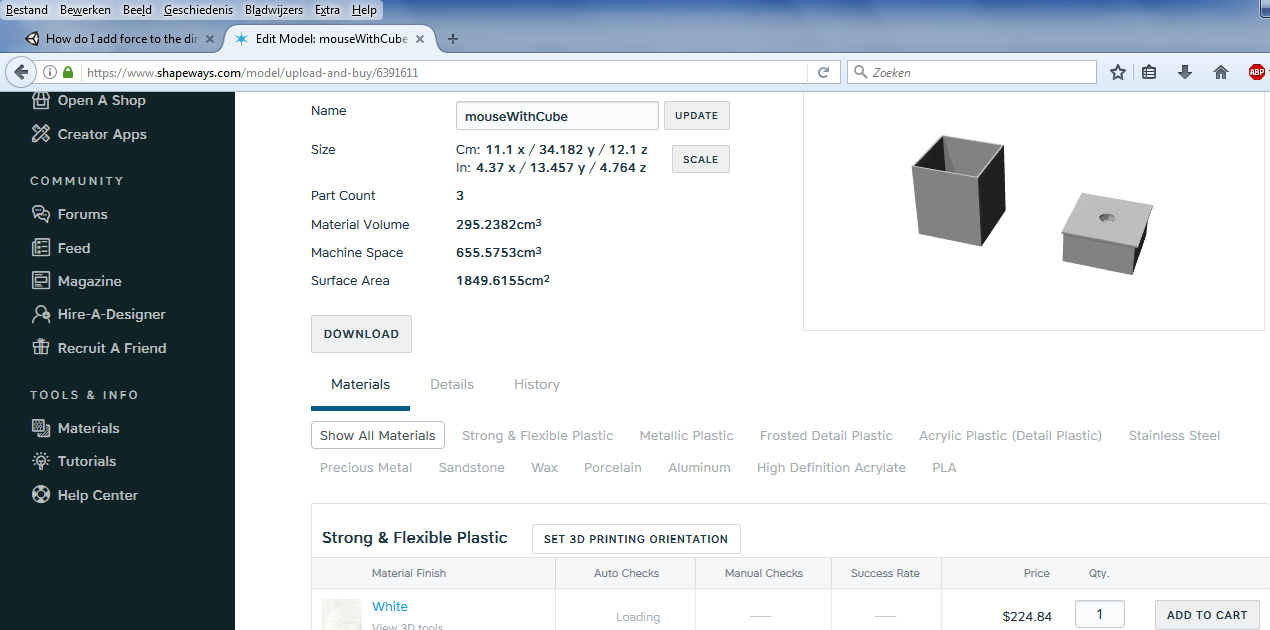 Bestand Bewerken Beeld Geschiedenis Bladwijzers Extra Help
How do I add force to the dir
Edit Model: mouseWithCube
https://www.shapeways.com/model/upload-and-buy/6391611
Zoeken
ABP
Open A Shop
Creator Apps
COMMUNITY
Forums
Feed
Magazine
Hire-A-Designer
Recruit A Friend
TOOLS & INFO
Materials
Tutorials
Help Center
Name mouseWithCube UPDATE
Size Cm: 11.1 x / 34.182 y / 12.1 z
In: 4.37 x / 13.457 y / 4.764 z
SCALE
Part Count 3
Material Volume 295.2382cm³
Machine Space 655.5753cm³
Surface Area 1849.6155cm²
DOWNLOAD
Materials Details History
Show All Materials Strong & Flexible Plastic Metallic Plastic Frosted Detail Plastic Acrylic Plastic (Detail Plastic) Stainless Steel
Precious Metal Sandstone Wax Porcelain Aluminum High Definition Acrylate PLA
Strong & Flexible Plastic SET 3D PRINTING ORIENTATION
Material Finish Auto Checks Manual Checks Success Rate Price Qty.
White
View 3D tools
Loading $224.84 1 ADD TO CART